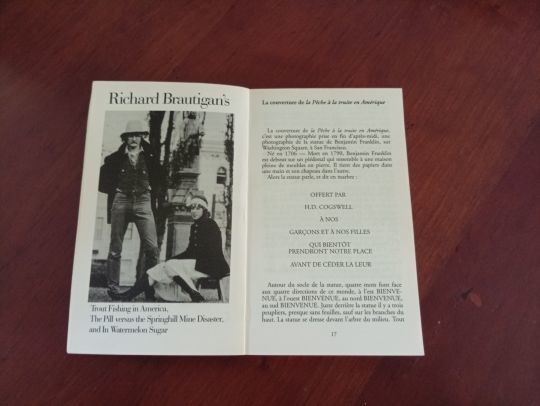 Richard Brautigan's
Trout Fishing in America,
The Pill versus the Springhill Mine Disaster,
and In Watermelon Sugar
La couverture de la Pêche à la truite en Amérique
La couverture de la Pêche à la truite en Amérique,
c'est une photographie prise en fin d'après-midi, une
photographie de la statue de Benjamin Franklin, sur
Washington Square, à San Francisco.
Né en 1706 — Mort en 1790, Benjamin Franklin
est debout sur un piédestal qui ressemble à une maison
pleine de meubles en pierre. Il tient des papiers dans
une main et son chapeau dans l'autre.
Alors la statue parle, et dit en marbre :
OFFERT PAR
H.D. COGSWELL
À NOS
GARÇONS ET À NOS FILLES
QUI BIENTÔT
PRENDRONT NOTRE PLACE
AVANT DE CÉDER LA LEUR
Autour du socle de la statue, quatre mots font face
aux quatre directions de ce monde, à l'est BIENVE-
NUE, à l'ouest BIENVENUE, au nord BIENVENUE,
au sud BIENVENUE. Juste derrière la statue il y a trois
peupliers, presque sans feuilles, sauf sur les branches du
haut. La statue se dresse devant l'arbre du milieu. Tout
17